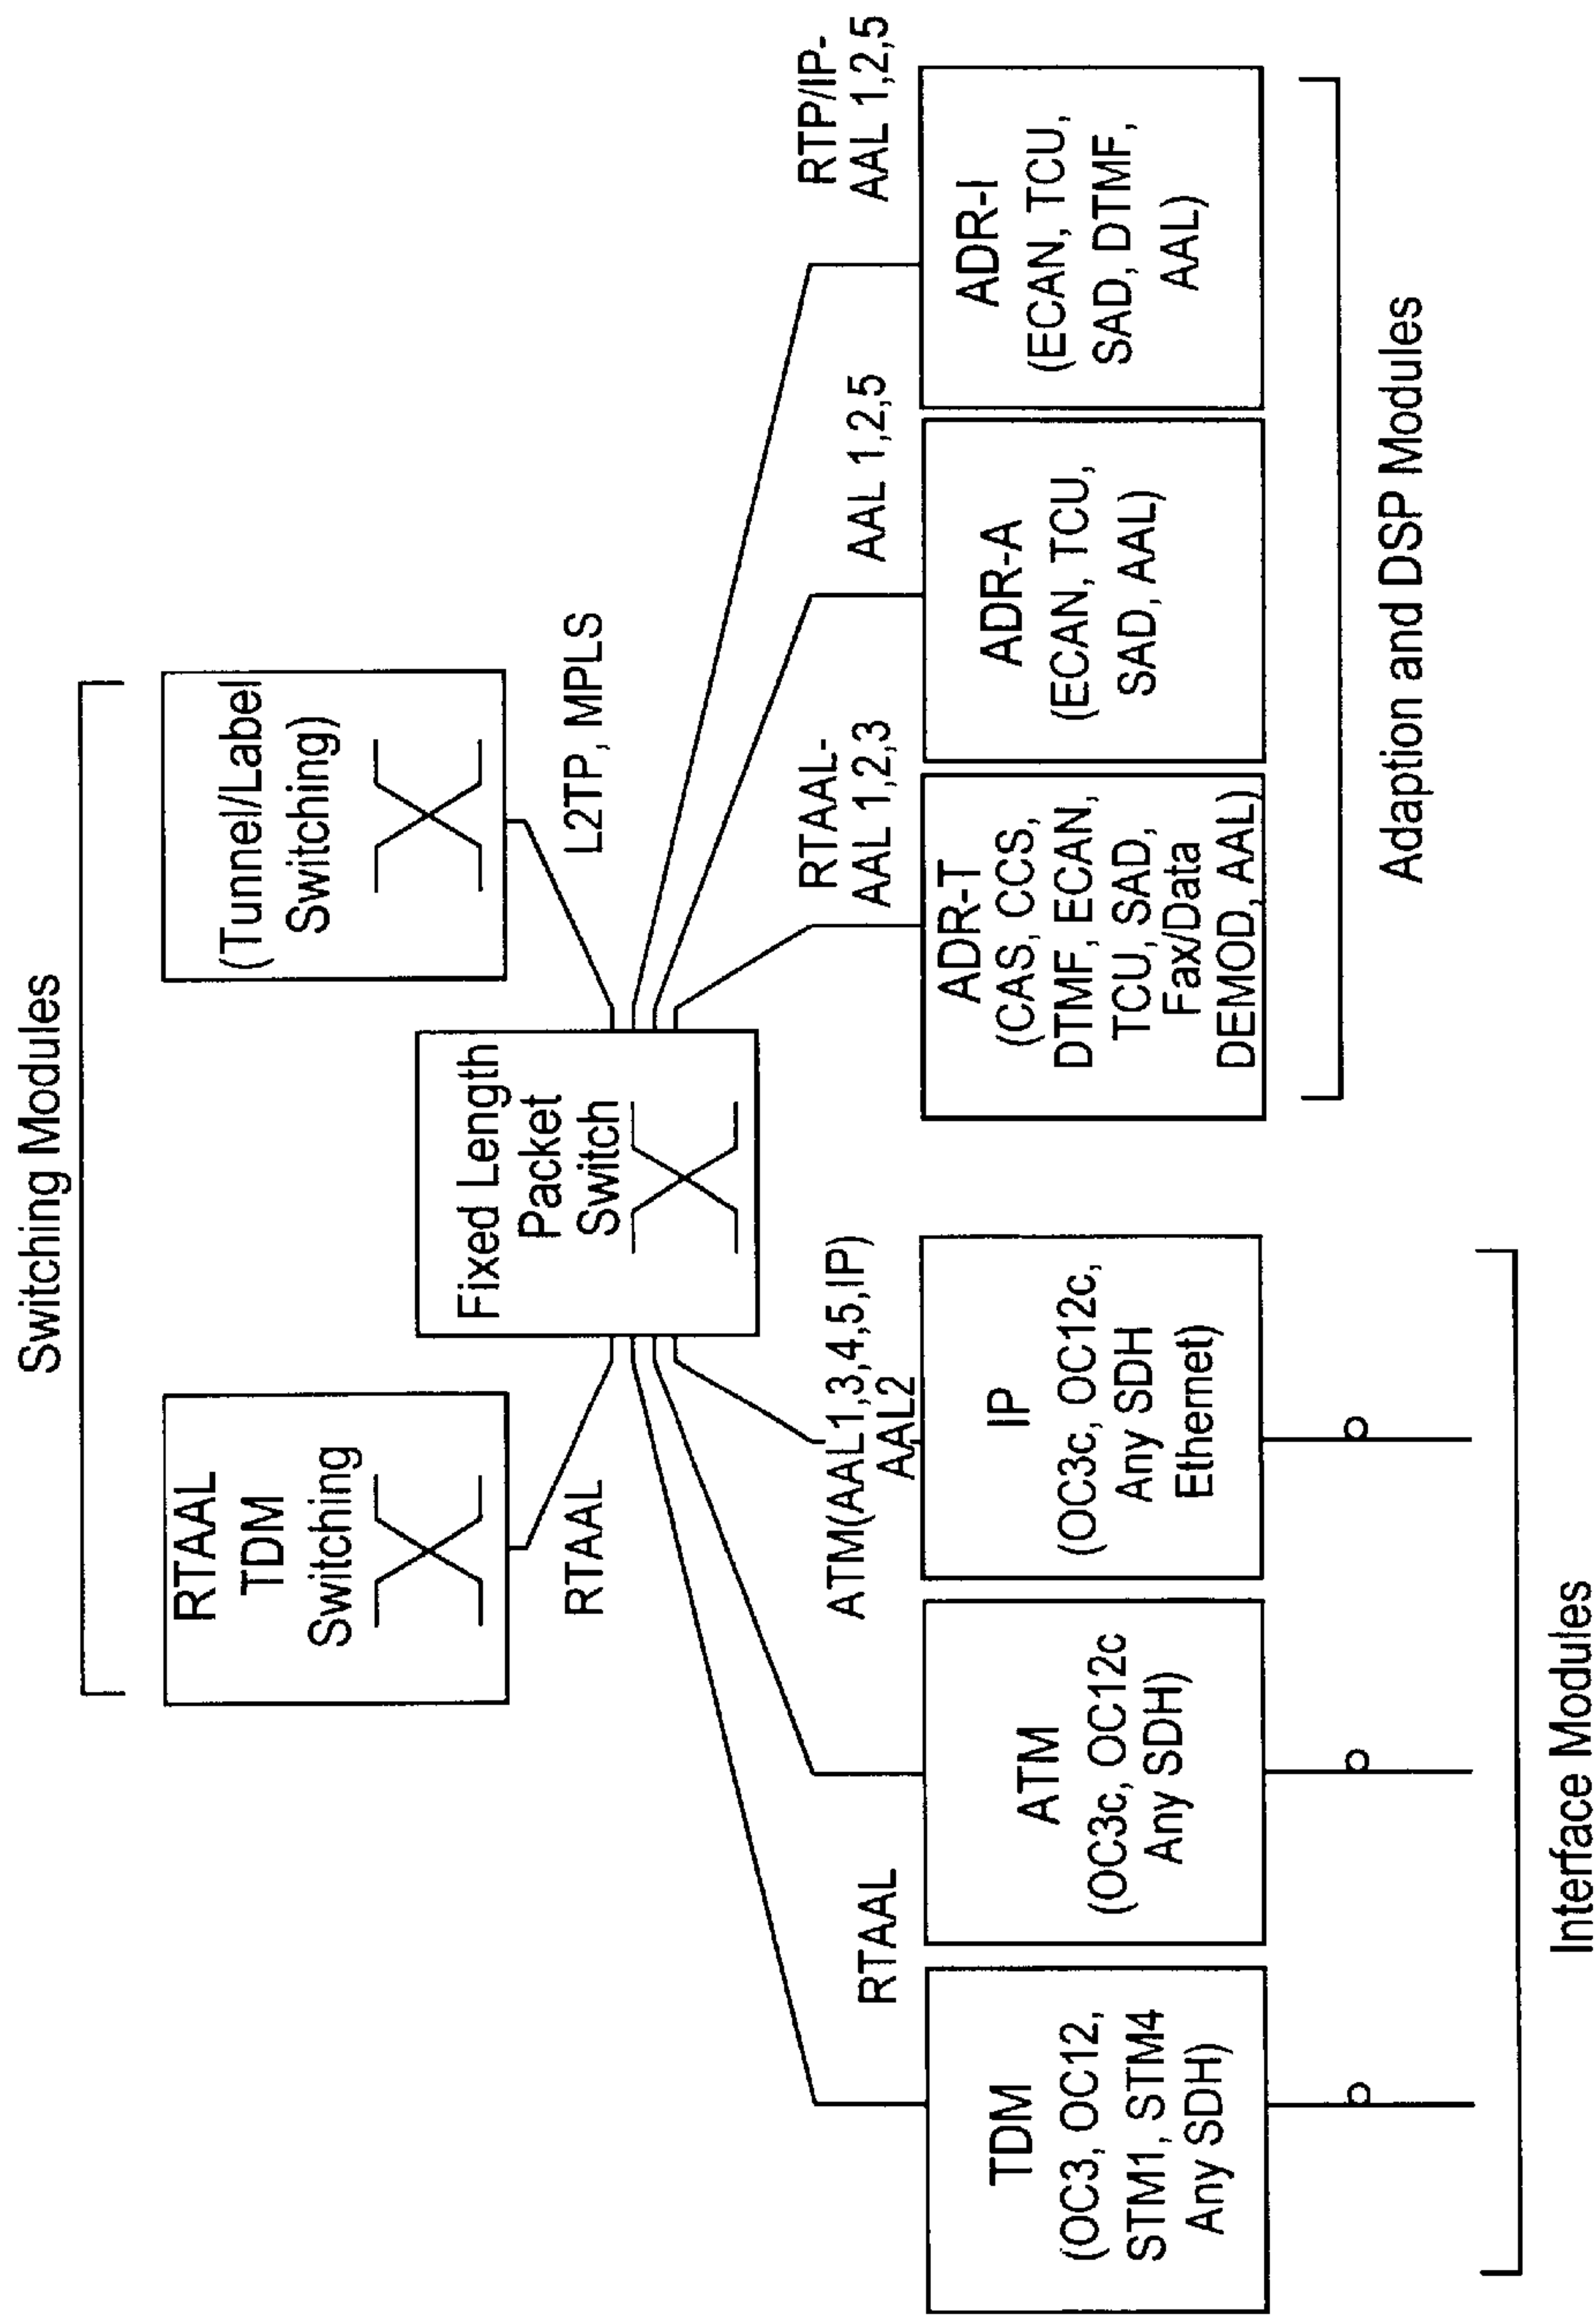 Switching Modules
RTAAL
TDM
Switching
(Tunnel/Label
Switching)
Fixed Length
Packet
Switch
RTAAL
L2TP, MPLS
RTAAL
ATM(AAL1,3,4,5,IP)
AAL2
RTAAL-
AAL 1,2,3
AAL 1,2,5
RTP/IP-
AAL 1,2,5
TDM
(OC3, OC12,
STM1, STM4
Any SDH)
ATM
(OC3c, OC12c
Any SDH)
IP
(OC3c, OC12c,
Any SDH
Ethernet)
ADR-T
(CAS, CCS,
DTMF, ECAN,
TCU, SAD,
Fax/Data
DEMOD, AAL)
ADR-A
(ECAN, TCU,
SAD, AAL)
ADR-I
(ECAN, TCU,
SAD, DTMF,
AAL)
Interface Modules
Adaption and DSP Modules